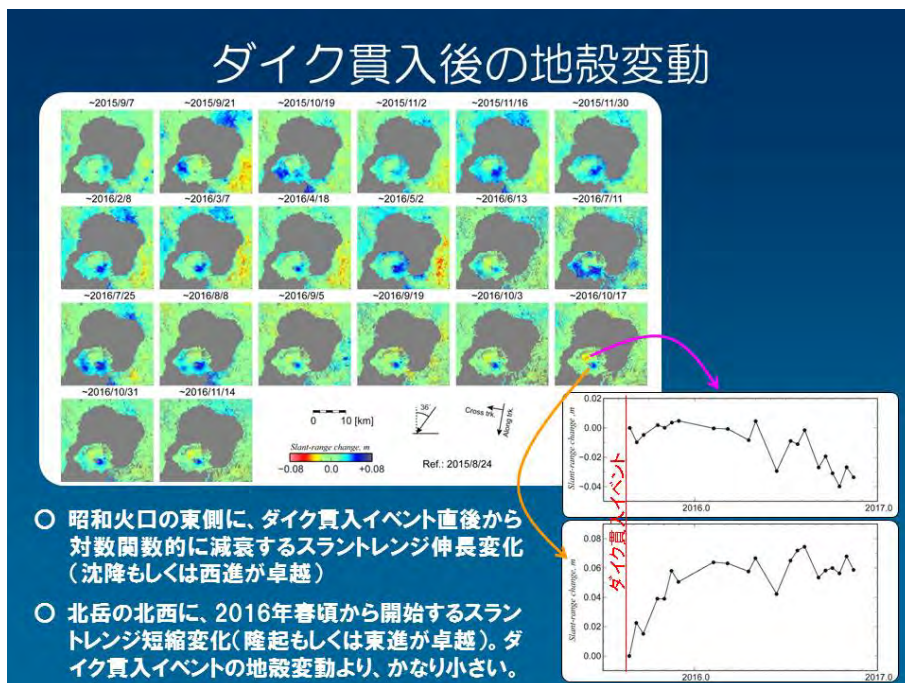 ダイク貫入後の地殻変動
~2015/9/7 ~2015/9/21 ~2015/10/19 ~2015/11/2 ~2015/11/16 ~2015/11/30
~2016/2/8 ~2016/3/7 ~2016/4/18 ~2016/5/2 ~2016/6/13 ~2016/7/11
~2016/7/25 ~2016/8/8 ~2016/9/5 ~2016/9/19 ~2016/10/3 ~2016/10/17
~2016/10/31 ~2016/11/14
0 10 [km]
36°
Cross trk.
Along trk.
Slant-range change, m
−0.08 0.0 +0.08
Ref.: 2015/8/24
Slant-range change ,m
0.02
0.00
−0.02
−0.04
2016.0 2017.0
ダイク貫入イベント
Slant-range change, m
0.08
0.06
0.04
0.02
0.00
2016.0 2017.0
○ 昭和火口の東側に、ダイク貫入イベント直後から
対数関数的に減衰するスラントレンジ伸長変化
（沈降もしくは西進が卓越）
○ 北岳の北西に、2016年春頃から開始するスラン
トレンジ短縮変化（隆起もしくは東進が卓越）。ダ
イク貫入イベントの地殻変動より、かなり小さい。